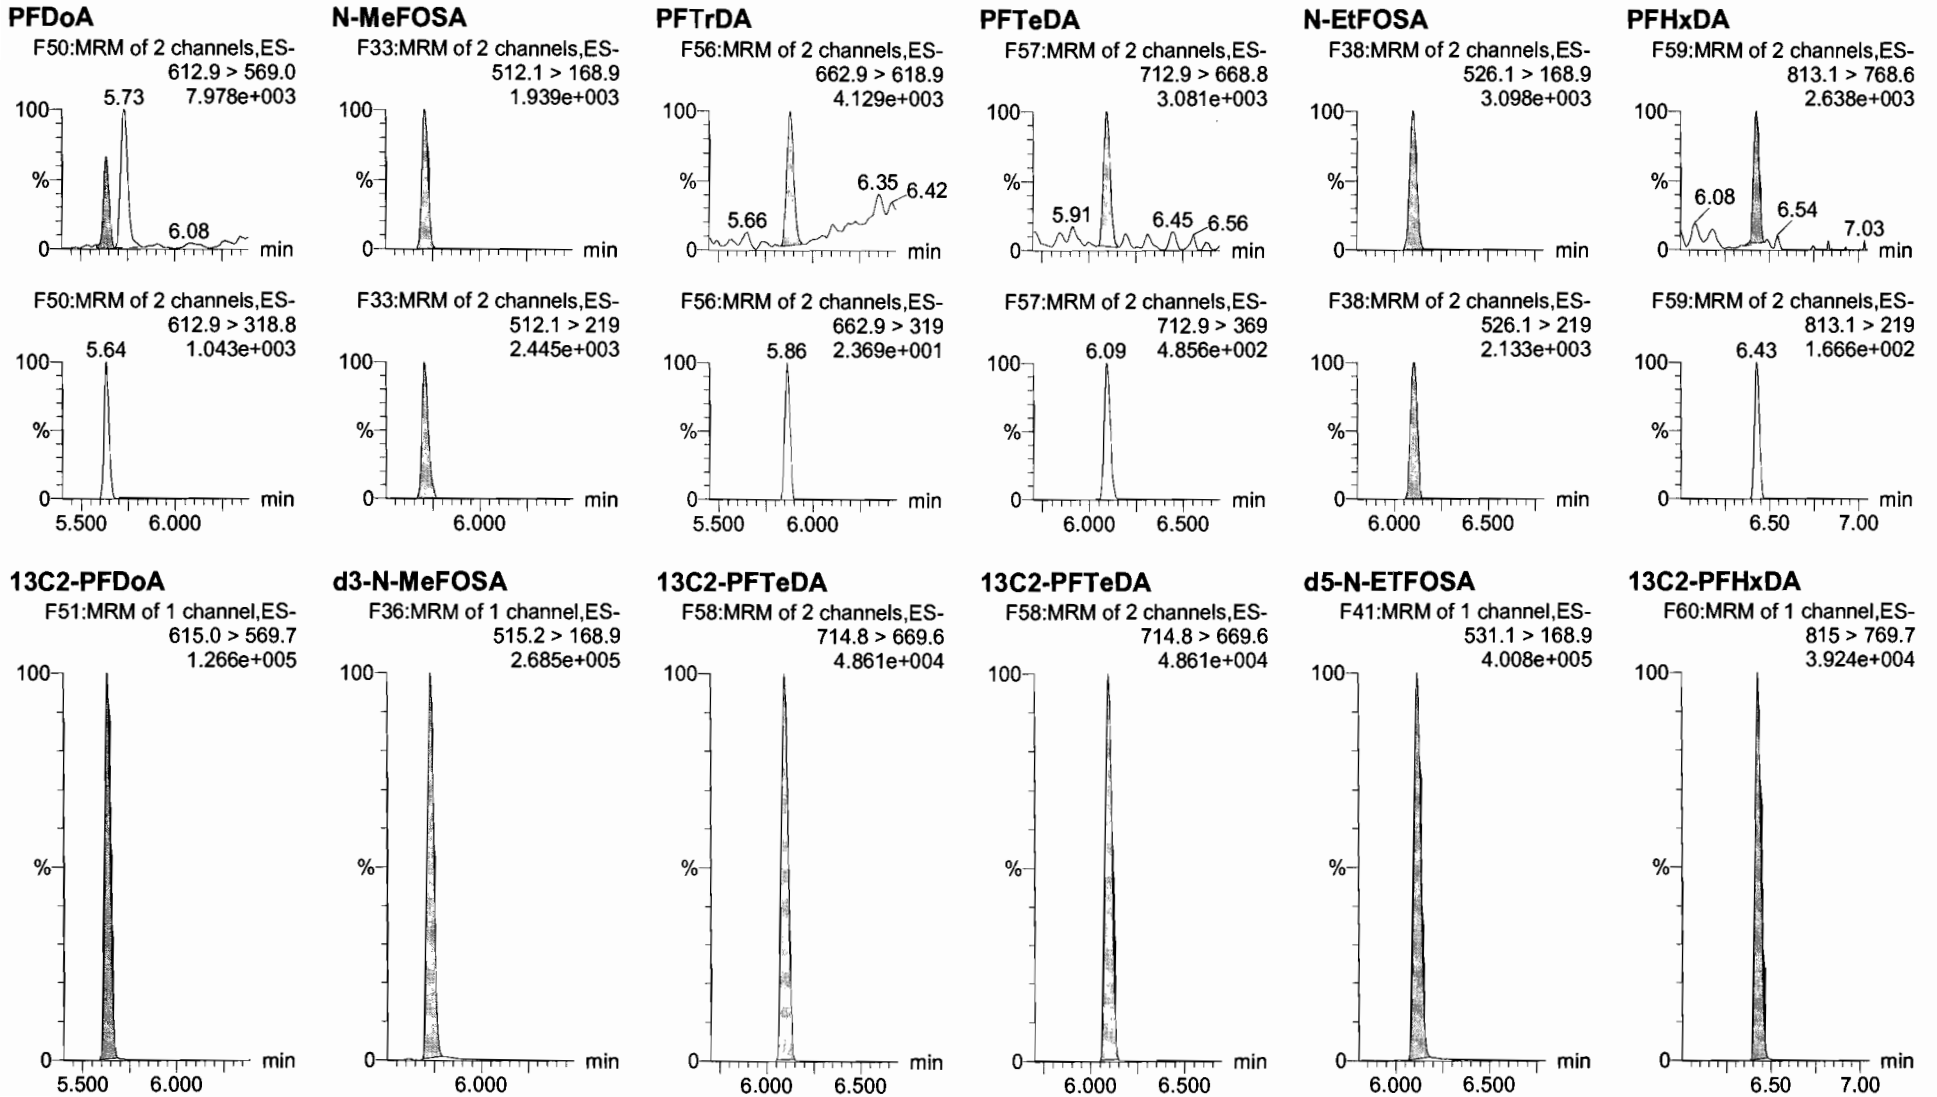 PFDoA
F50:MRM of 2 channels,ES-
612.9 > 569.0
7.978e+003
5.73
100
%
6.08
0
min
F50:MRM of 2 channels,ES-
612.9 > 318.8
1.043e+003
5.64
100
%
0
min
5.500 6.000
N-MeFOSA
F33:MRM of 2 channels,ES-
512.1 > 168.9
1.939e+003
100
%
0
min
F33:MRM of 2 channels,ES-
512.1 > 219
2.445e+003
100
%
0
min
6.000
PFTrDA
F56:MRM of 2 channels,ES-
662.9 > 618.9
4.129e+003
100
%
5.66
6.35
6.42
0
min
F56:MRM of 2 channels,ES-
662.9 > 319
5.86 2.369e+001
100
%
0
min
5.500 6.000
PFTeDA
F57:MRM of 2 channels,ES-
712.9 > 668.8
3.081e+003
100
%
5.91
6.45
6.56
0
min
F57:MRM of 2 channels,ES-
712.9 > 369
6.09 4.856e+002
100
%
0
min
6.000 6.500
N-EtFOSA
F38:MRM of 2 channels,ES-
526.1 > 168.9
3.098e+003
100
%
0
min
F38:MRM of 2 channels,ES-
526.1 > 219
2.133e+003
100
%
0
min
6.000 6.500
PFHxDA
F59:MRM of 2 channels,ES-
813.1 > 768.6
2.638e+003
100
%
6.08
6.54
7.03
0
min
F59:MRM of 2 channels,ES-
813.1 > 219
6.43 1.666e+002
100
%
0
min
6.50 7.00
13C2-PFDoA
F51:MRM of 1 channel,ES-
615.0 > 569.7
1.266e+005
100
%
0
min
5.500 6.000
d3-N-MeFOSA
F36:MRM of 1 channel,ES-
515.2 > 168.9
2.685e+005
100
%
0
min
6.000
13C2-PFTeDA
F58:MRM of 2 channels,ES-
714.8 > 669.6
4.861e+004
100
%
0
min
6.000 6.500
13C2-PFTeDA
F58:MRM of 2 channels,ES-
714.8 > 669.6
4.861e+004
100
%
0
min
6.000 6.500
d5-N-ETFOSA
F41:MRM of 1 channel,ES-
531.1 > 168.9
4.008e+005
100
%
0
min
6.000 6.500
13C2-PFHxDA
F60:MRM of 1 channel,ES-
815 > 769.7
3.924e+004
100
%
0
min
6.50 7.00